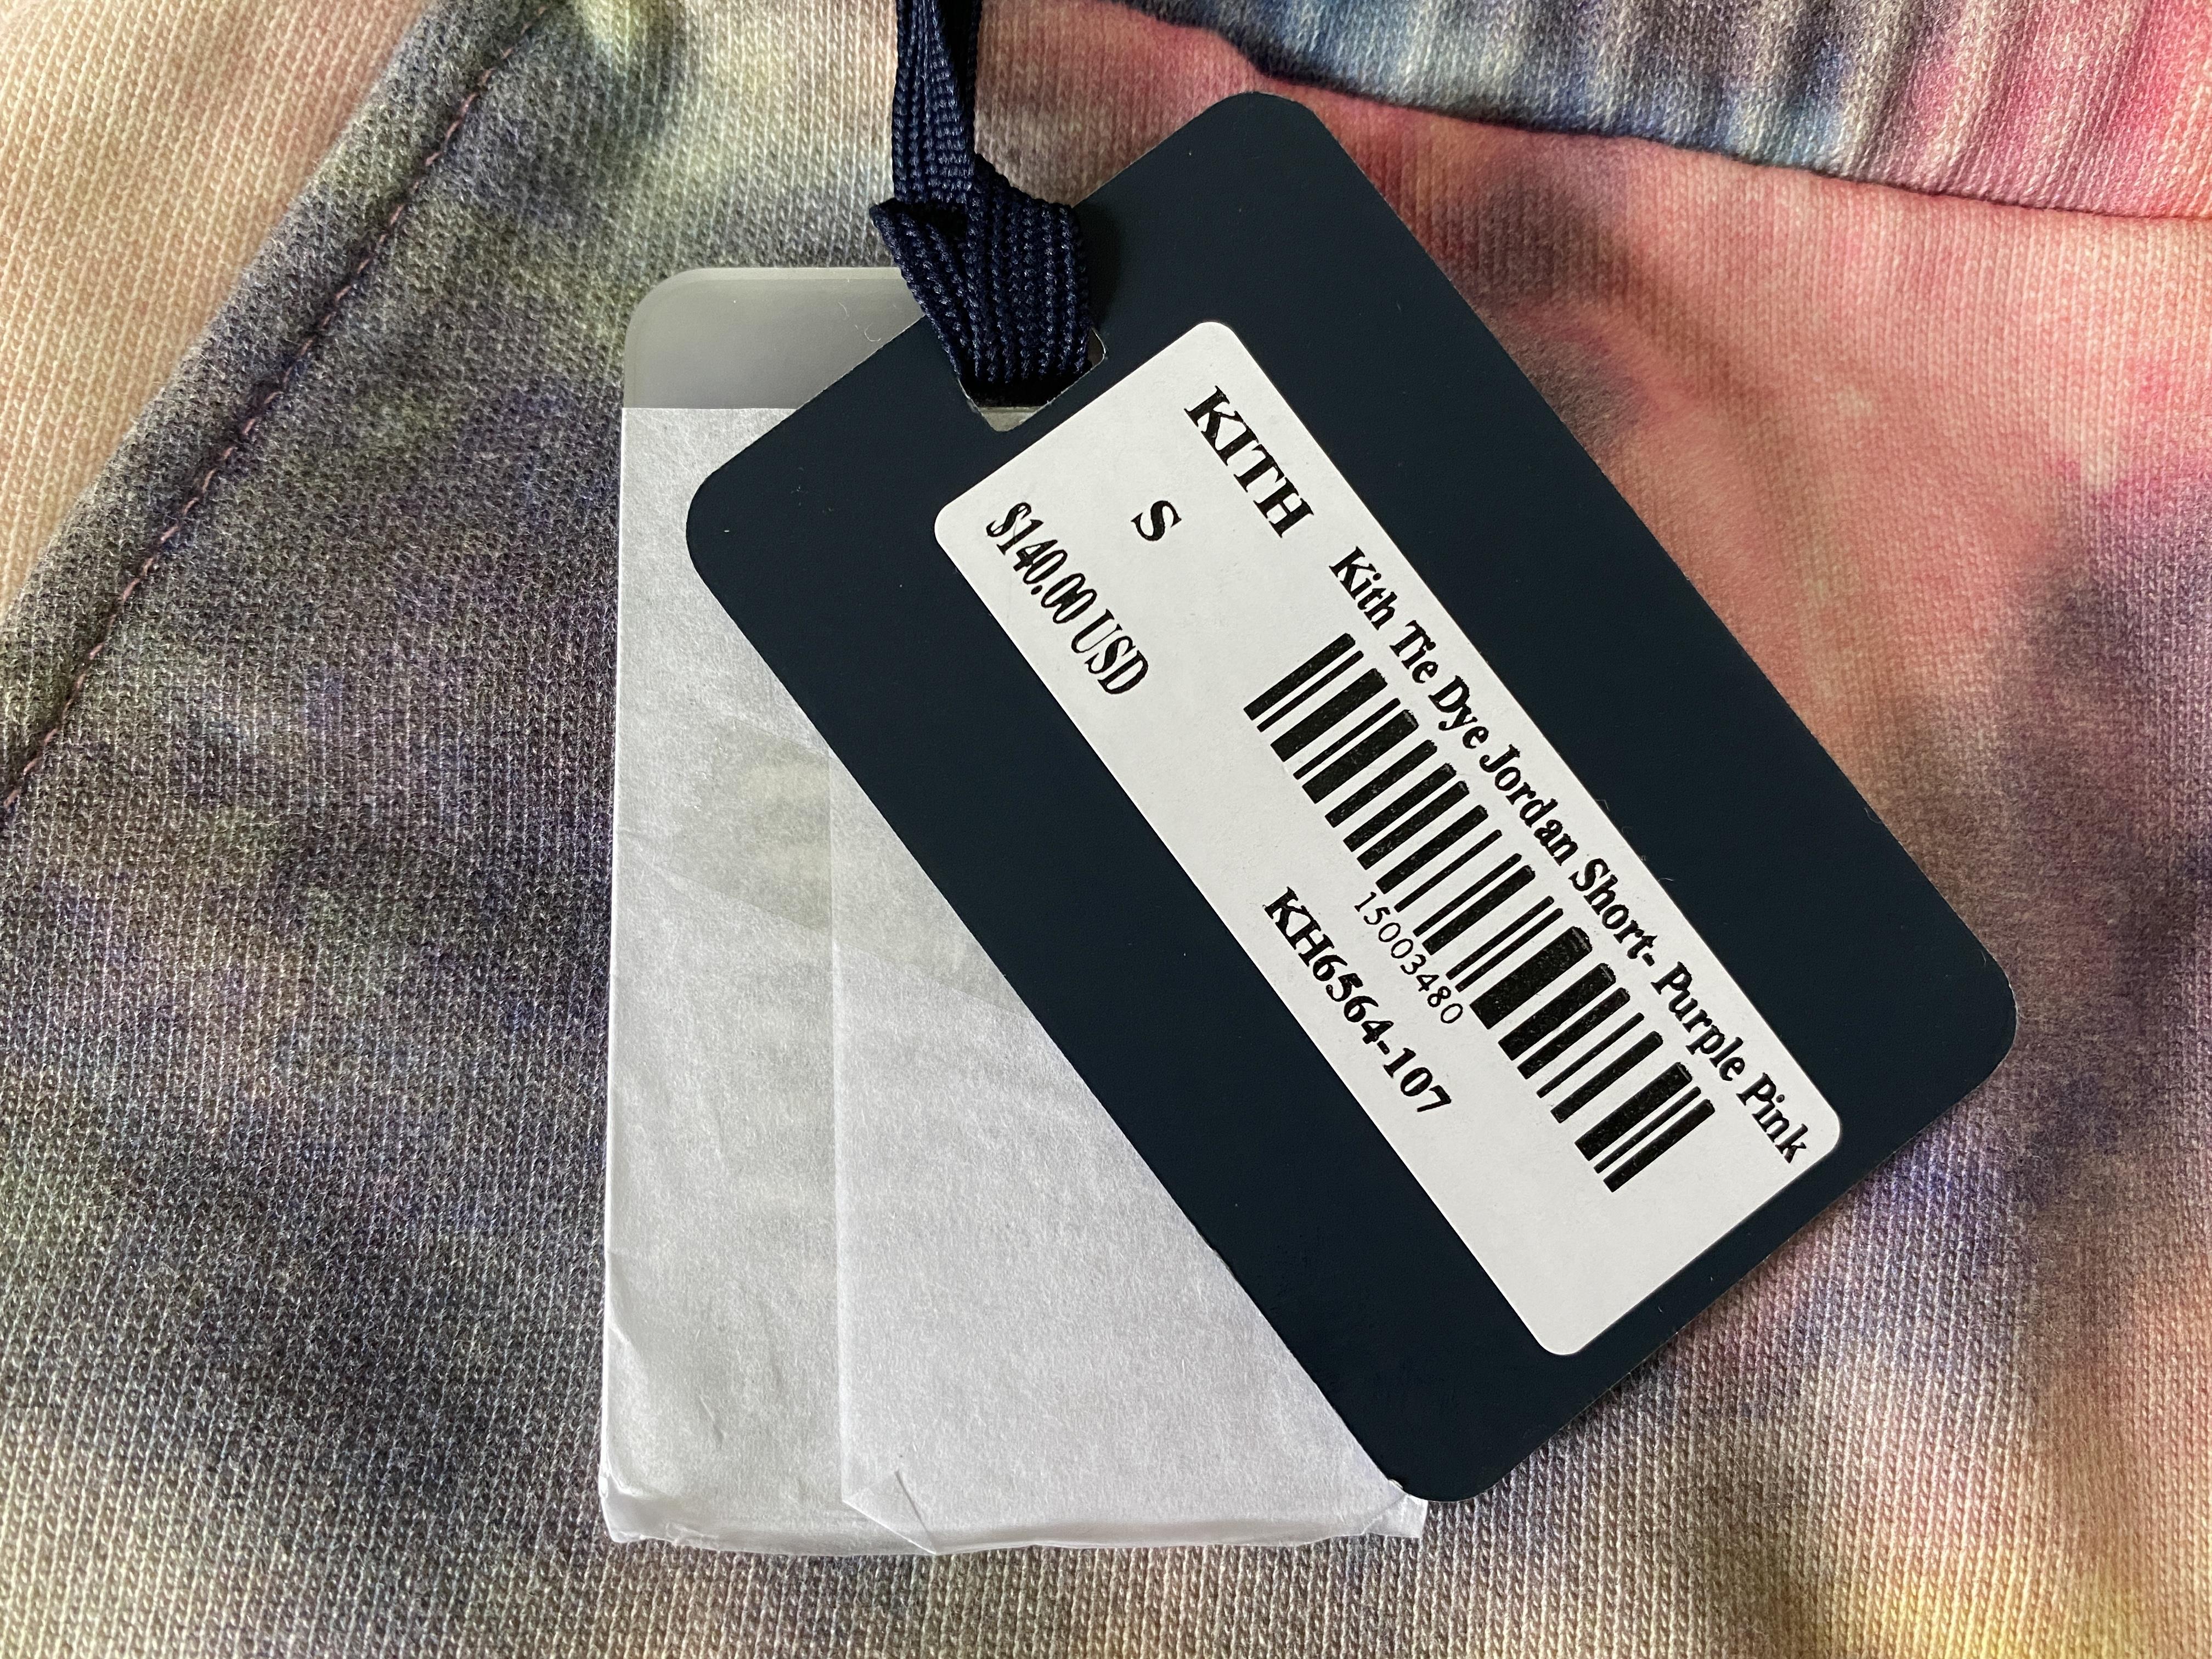 KITH
Kith Tie Dye Jordan Short- Purple Pink
S
15003480
$140.00 USD
KH6564-107